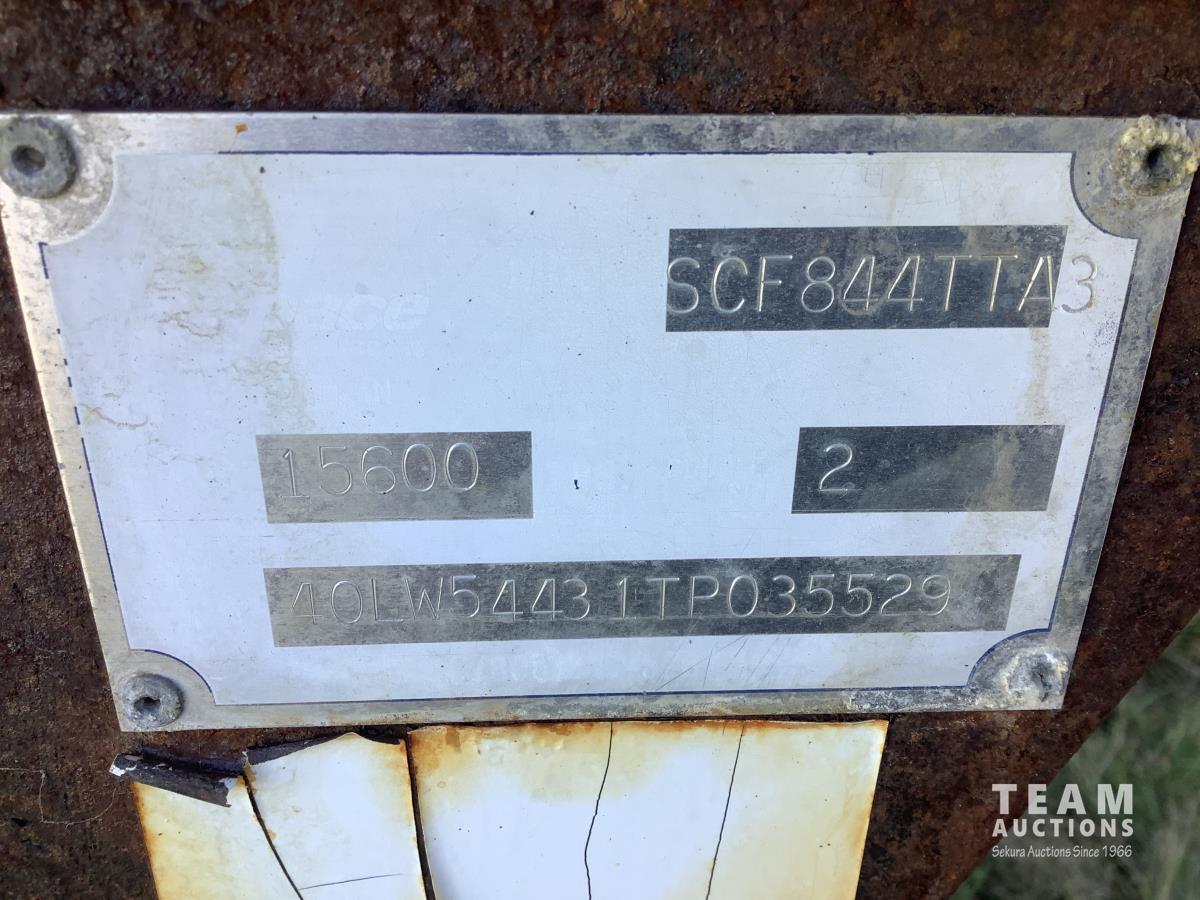 SCF844TTA3
15600 2
40LW54431TP035529
TEAM
AUCTIONS
Sekura Auctions Since 1966